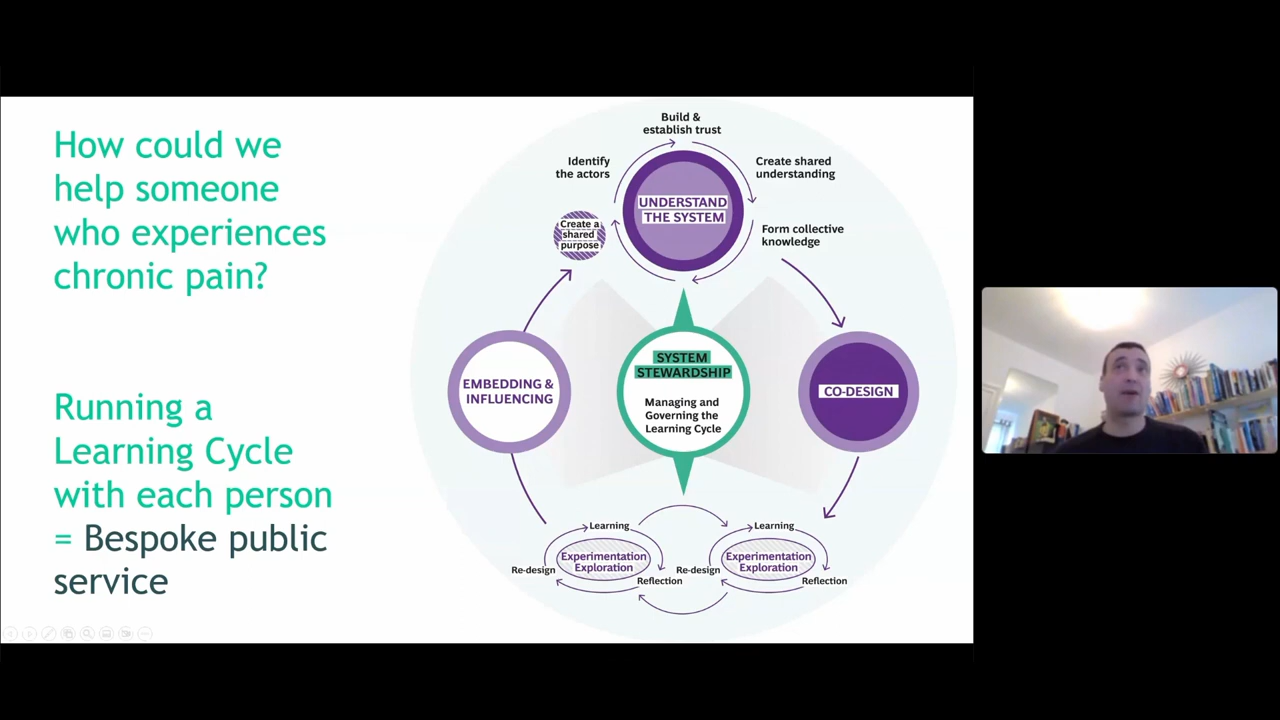 How could we
help someone
who experiences
chronic pain?
Running a
Learning Cycle
with each person
= Bespoke public
service
Build &
establish trust
Identify
the actors
Create shared
understanding
UNDERSTAND
THE SYSTEM
Create a
shared
purpose
Form collective
knowledge
EMBEDDING &
INFLUENCING
SYSTEM
STEWARDSHIP
Managing and
Governing the
Learning Cycle
CO-DESIGN
Learning
Experimentation
Exploration
Re-design
Reflection
Learning
Experimentation
Exploration
Re-design
Reflection